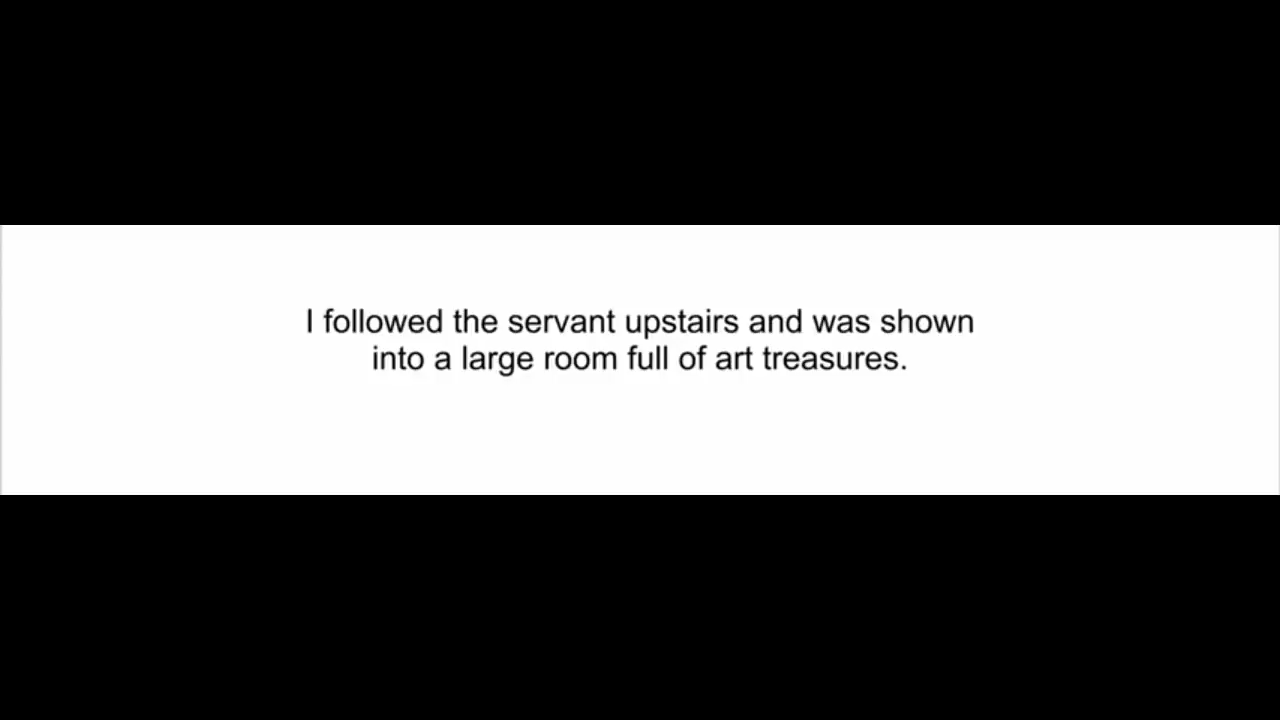 I followed the servant upstairs and was shown
into a large room full of art treasures.